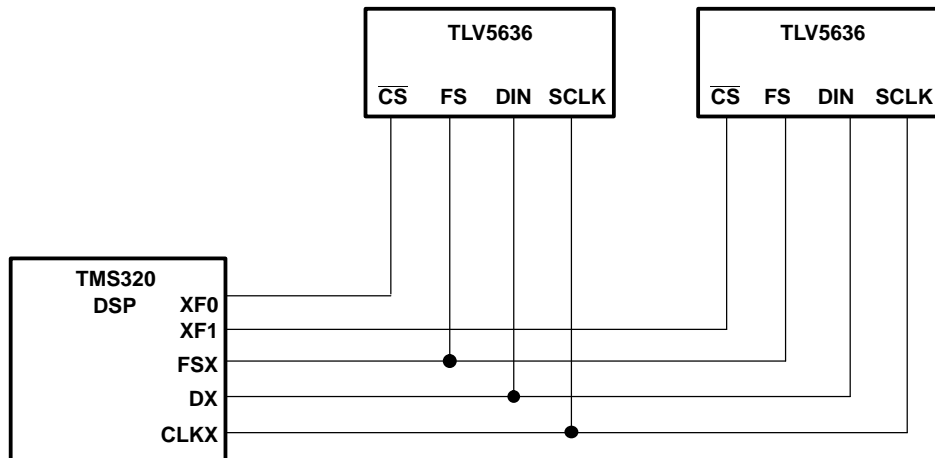 TLV5636
CS FS DIN SCLK
TLV5636
CS FS DIN SCLK
TMS320
DSP
XF0
XF1
FSX
DX
CLKX